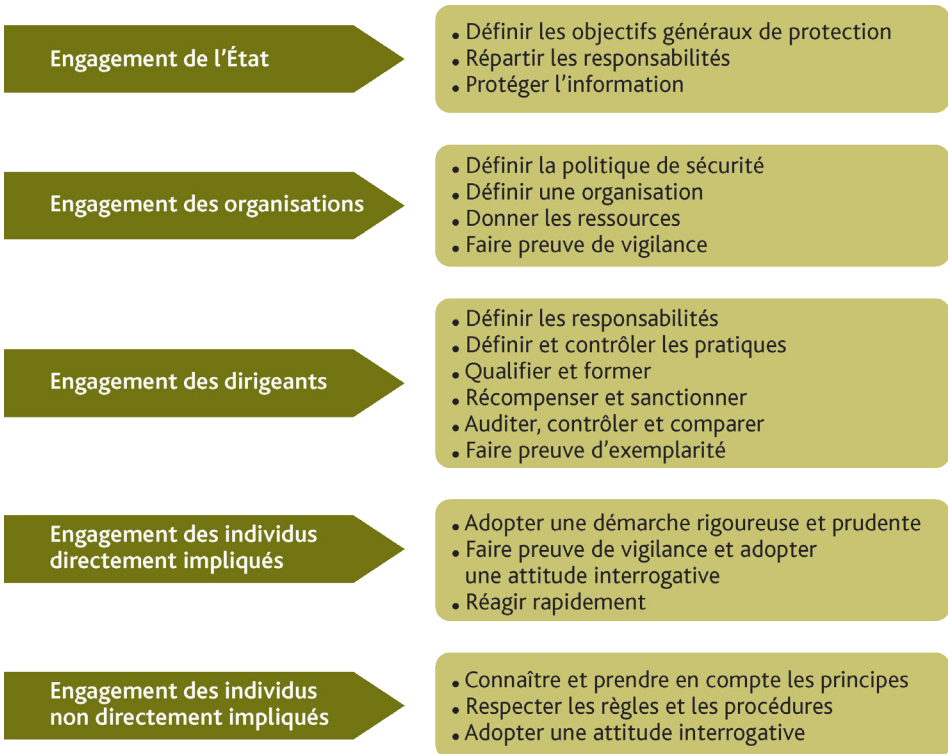 Engagement de l’État
• Définir les objectifs généraux de protection
• Répartir les responsabilités
• Protéger l’information
Engagement des organisations
• Définir la politique de sécurité
• Définir une organisation
• Donner les ressources
• Faire preuve de vigilance
Engagement des dirigeants
• Définir les responsabilités
• Définir et contrôler les pratiques
• Qualifier et former
• Récompenser et sanctionner
• Auditer, contrôler et comparer
• Faire preuve d’exemplarité
Engagement des individus
directement impliqués
• Adopter une démarche rigoureuse et prudente
• Faire preuve de vigilance et adopter
une attitude interrogative
• Réagir rapidement
Engagement des individus
non directement impliqués
• Connaître et prendre en compte les principes
• Respecter les règles et les procédures
• Adopter une attitude interrogative